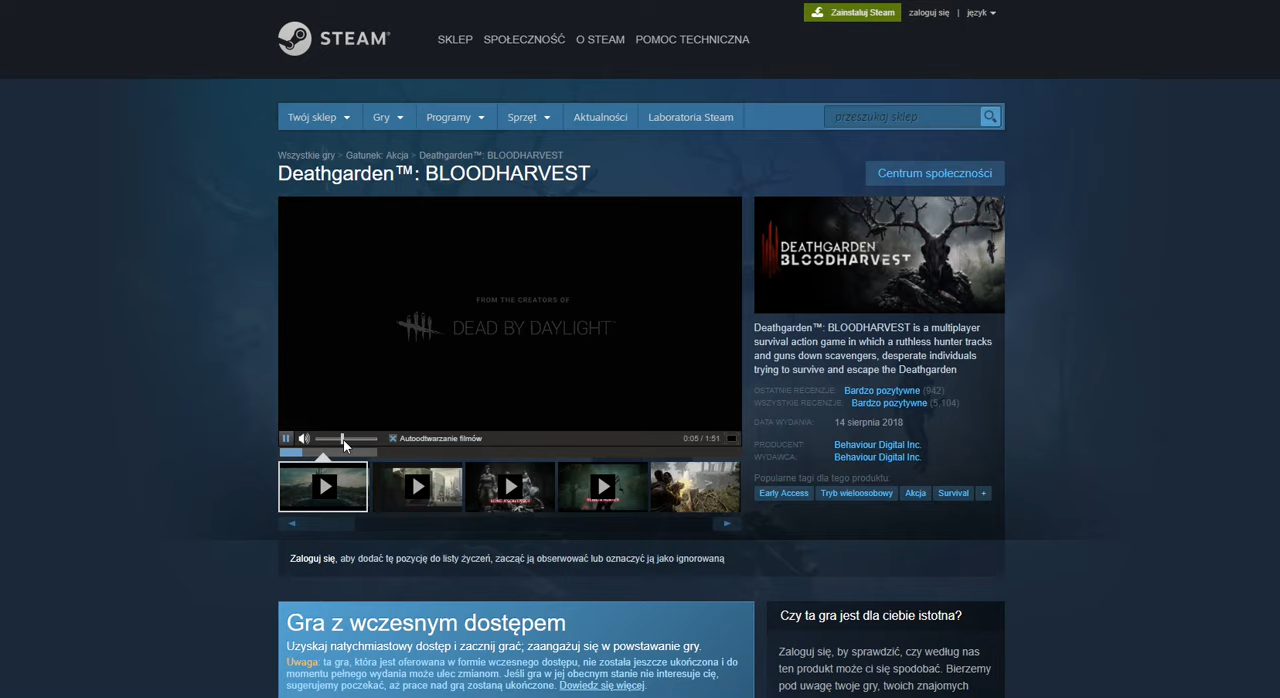 Zainstaluj Steam
zaloguj się | język
STEAM
SKLEP SPOŁECZNOŚĆ O STEAM POMOC TECHNICZNA
Twój sklep Gry Programy Sprzęt Aktualności Laboratoria Steam
przeszukaj sklep
Wszystkie gry > Gatunek: Akcja > Deathgarden™: BLOODHARVEST
Deathgarden™: BLOODHARVEST
Centrum społeczności
FROM THE CREATORS OF
DEAD BY DAYLIGHT™
Autoodtwarzanie filmów
0:05 / 1:51
DEATHGARDEN
BLOODHARVEST
Deathgarden™: BLOODHARVEST is a multiplayer
survival action game in which a ruthless hunter tracks
and guns down scavengers, desperate individuals
trying to survive and escape the Deathgarden
OSTATNIE RECENZJE: Bardzo pozytywne (942)
WSZYSTKIE RECENZJE: Bardzo pozytywne (5,104)
DATA WYDANIA: 14 sierpnia 2018
PRODUCENT: Behaviour Digital Inc.
WYDAWCA: Behaviour Digital Inc.
Popularne tagi dla tego produktu:
Early Access Tryb wieloosobowy Akcja Survival +
Zaloguj się, aby dodać tę pozycję do listy życzeń, zacząć ją obserwować lub oznaczyć ją jako ignorowaną
Gra z wczesnym dostępem
Uzyskaj natychmiastowy dostęp i zacznij grać; zaangażuj się w powstawanie gry.
Uwaga: ta gra, która jest oferowana w formie wczesnego dostępu, nie została jeszcze ukończona i do
momentu pełnego wydania może ulec zmianom. Jeśli gra w jej obecnym stanie nie interesuje cię,
sugerujemy poczekać, aż prace nad grą zostaną ukończone. Dowiedz się więcej.
Czy ta gra jest dla ciebie istotna?
Zaloguj się, by sprawdzić, czy według nas
ten produkt może ci się spodobać. Bierzemy
pod uwagę twoje gry, twoich znajomych